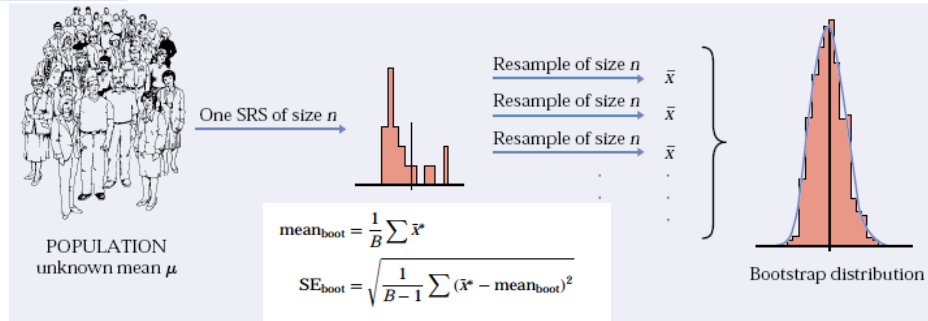 POPULATION
unknown mean μ
One SRS of size n
Resample of size n x̄
Resample of size n x̄
Resample of size n x̄
Bootstrap distribution
mean_boot = 1/B ∑ x̄*
SE_boot = √(1/(B − 1) ∑ (x̄* − mean_boot)²)